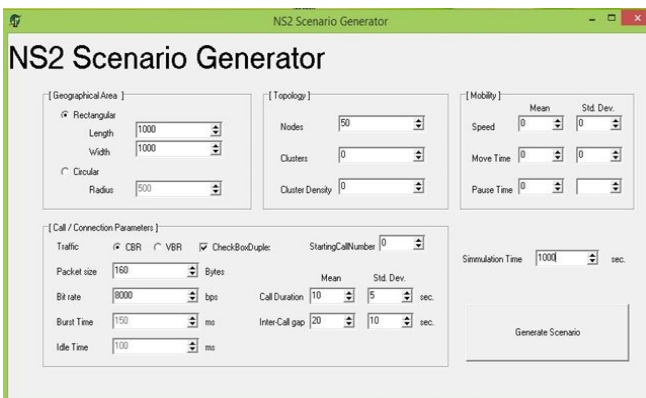 NS2 Scenario Generator
NS2 Scenario Generator
[ Geographical Area ]
Rectangular
Length 1000
Width 1000
Circular
Radius 500
[ Topology ]
Nodes 50
Clusters 0
Cluster Density 0
[ Mobility ]
Mean Std. Dev.
Speed 0 0
Move Time 0 0
Pause Time 0
[ Call / Connection Parameters ]
Traffic CBR VBR CheckBoxDuple: StartingCallNumber 0
Packet size 160 Bytes
Bit rate 8000 bps
Burst Time 150 ms
Idle Time 100 ms
Mean Std. Dev.
Call Duration 10 5 sec.
Inter-Call gap 20 10 sec.
Simmulation Time 1000 sec.
Generate Scenario